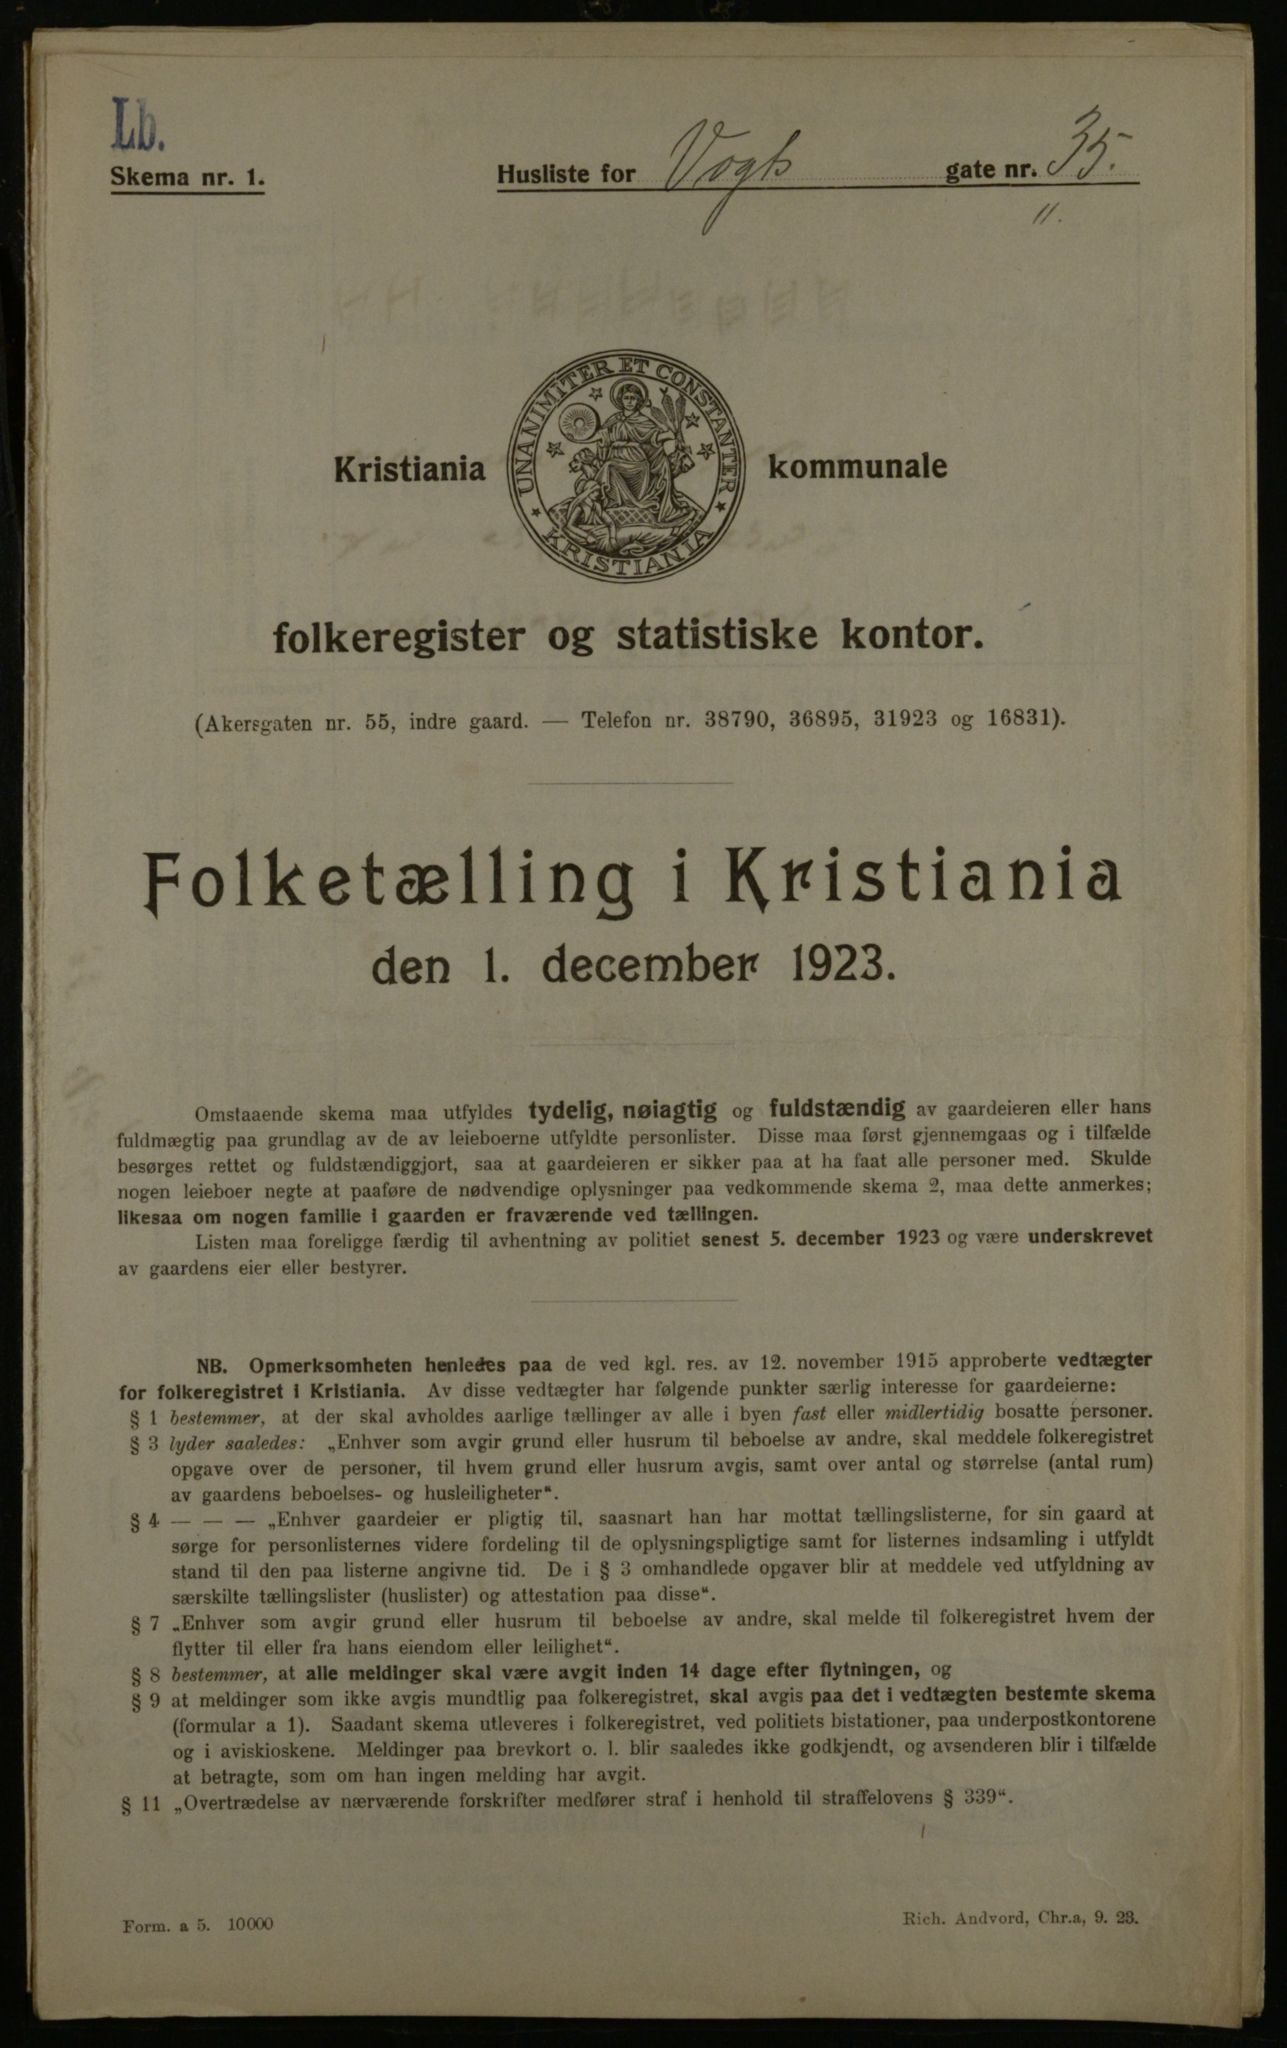 Lb.
Skema nr. 1.
Husliste for Vogts gate nr. 35.
11.
UNANIMITER ET CONSTANTER
KRISTIANIA
Kristiania kommunale
folkeregister og statistiske kontor.
(Akersgaten nr. 55, indre gaard. — Telefon nr. 38790, 36895, 31923 og 16831).
Folketælling i Kristiania
den 1. december 1923.
Omstaaende skema maa utfyldes tydelig, nøiagtig og fuldstændig av gaardeieren eller hans
fuldmægtig paa grundlag av de av leieboerne utfyldte personlister. Disse maa først gjennemgaas og i tilfælde
besørges rettet og fuldstændiggjort, saa at gaardeieren er sikker paa at ha faat alle personer med. Skulde
nogen leieboer negte at paaføre de nødvendige oplysninger paa vedkommende skema 2, maa dette anmerkes;
likesaa om nogen familie i gaarden er fraværende ved tællingen.
Listen maa foreligge færdig til avhentning av politiet senest 5. december 1923 og være underskrevet
av gaardens eier eller bestyrer.
NB. Opmerksomheten henledes paa de ved kgl. res. av 12. november 1915 approberte vedtægter
for folkeregistret i Kristiania. Av disse vedtægter har følgende punkter særlig interesse for gaardeierne:
§ 1 bestemmer, at der skal avholdes aarlige tællinger av alle i byen fast eller midlertidig bosatte personer.
§ 3 lyder saaledes: „Enhver som avgir grund eller husrum til beboelse av andre, skal meddele folkeregistret
opgave over de personer, til hvem grund eller husrum avgis, samt over antal og størrelse (antal rum)
av gaardens beboelses- og husleiligheter“.
§ 4 — — — „Enhver gaardeier er pligtig til, saasnart han har mottat tællingslisterne, for sin gaard at
sørge for personlisternes videre fordeling til de oplysningspligtige samt for listernes indsamling i utfyldt
stand til den paa listerne angivne tid. De i § 3 omhandlede opgaver blir at meddele ved utfyldning av
særskilte tællingslister (huslister) og attestation paa disse“.
§ 7 „Enhver som avgir grund eller husrum til beboelse av andre, skal melde til folkeregistret hvem der
flytter til eller fra hans eiendom eller leilighet“.
§ 8 bestemmer, at alle meldinger skal være avgit inden 14 dage efter flytningen, og
§ 9 at meldinger som ikke avgis mundtlig paa folkeregistret, skal avgis paa det i vedtægten bestemte skema
(formular a 1). Saadant skema utleveres i folkeregistret, ved politiets bistationer, paa underpostkontorene
og i aviskioskene. Meldinger paa brevkort o. l. blir saaledes ikke godkjendt, og avsenderen blir i tilfælde
at betragte, som om han ingen melding har avgit.
§ 11 „Overtrædelse av nærværende forskrifter medfører straf i henhold til straffelovens § 339“.
Form. a 5. 10000
Rich. Andvord, Chr.a, 9. 23.